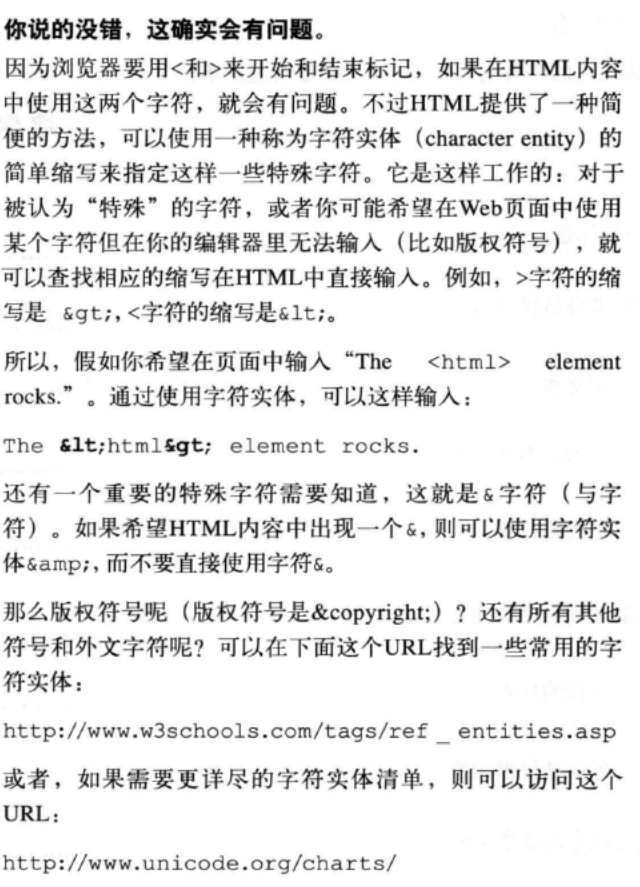 你说的没错，这确实会有问题。
因为浏览器要用<和>来开始和结束标记，如果在HTML内容
中使用这两个字符，就会有问题。不过HTML提供了一种简
便的方法，可以使用一种称为字符实体（character entity）的
简单缩写来指定这样一些特殊字符。它是这样工作的：对于
被认为“特殊”的字符，或者你可能希望在Web页面中使用
某个字符但在你的编辑器里无法输入（比如版权符号），就
可以查找相应的缩写在HTML中直接输入。例如，>字符的缩
写是 &gt;,<字符的缩写是&lt;。
所以，假如你希望在页面中输入“The <html> element
rocks.”。通过使用字符实体，可以这样输入：
The &lt;html&gt; element rocks.
还有一个重要的特殊字符需要知道，这就是&字符（与字
符）。如果希望HTML内容中出现一个&,则可以使用字符实
体&amp;,而不要直接使用字符&。
那么版权符号呢（版权符号是&copyright;）？还有所有其他
符号和外文字符呢？可以在下面这个URL找到一些常用的字
符实体：
http://www.w3schools.com/tags/ref _ entities.asp
或者，如果需要更详尽的字符实体清单，则可以访问这个
URL：
http://www.unicode.org/charts/